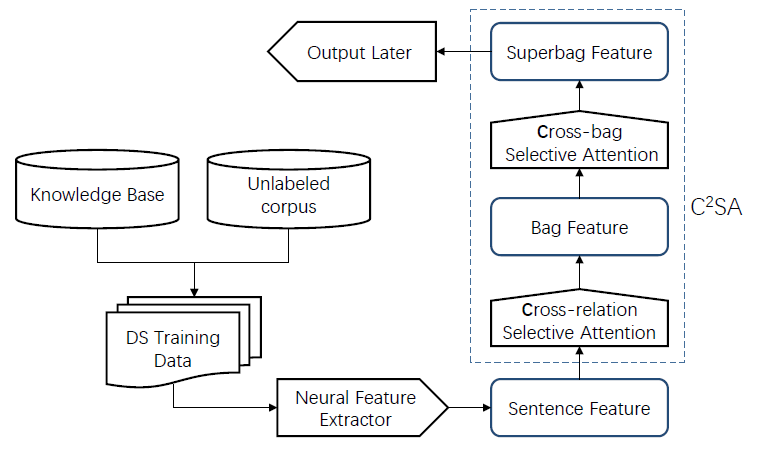 Output Later
Superbag Feature
Cross-bag
Selective Attention
Knowledge Base
Unlabeled
corpus
Bag Feature
C²SA
Cross-relation
Selective Attention
DS Training
Data
Neural Feature
Extractor
Sentence Feature